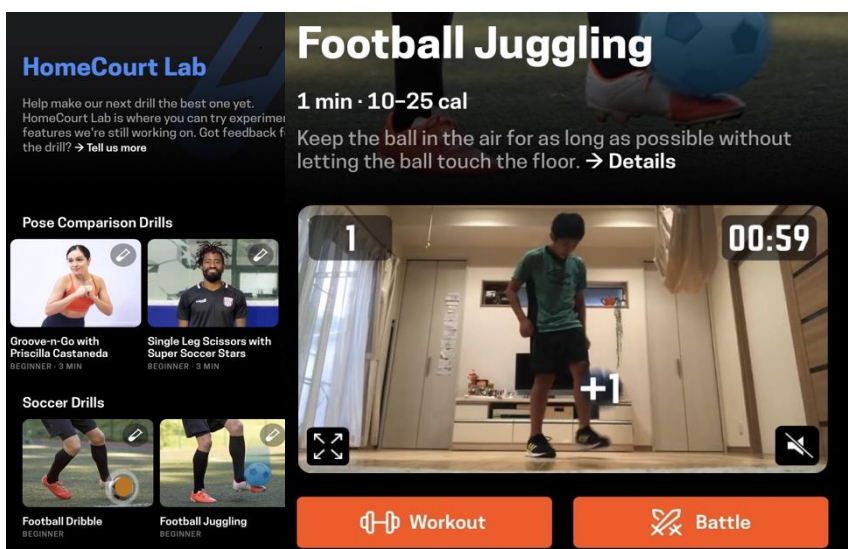 HomeCourt Lab
Help make our next drill the best one yet.
HomeCourt Lab is where you can try experimen
features we're still working on. Got feedback f
the drill? → Tell us more
Pose Comparison Drills
Groove-n-Go with
Priscilla Castaneda
BEGINNER · 3 MIN
Single Leg Scissors with
Super Soccer Stars
BEGINNER · 3 MIN
Soccer Drills
Football Dribble
BEGINNER
Football Juggling
BEGINNER
Football Juggling
1 min · 10–25 cal
Keep the ball in the air for as long as possible without
letting the ball touch the floor. → Details
1
00:59
+1
Workout
Battle